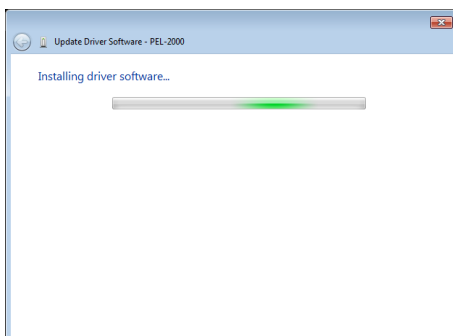 Update Driver Software - PEL-2000
Installing driver software...